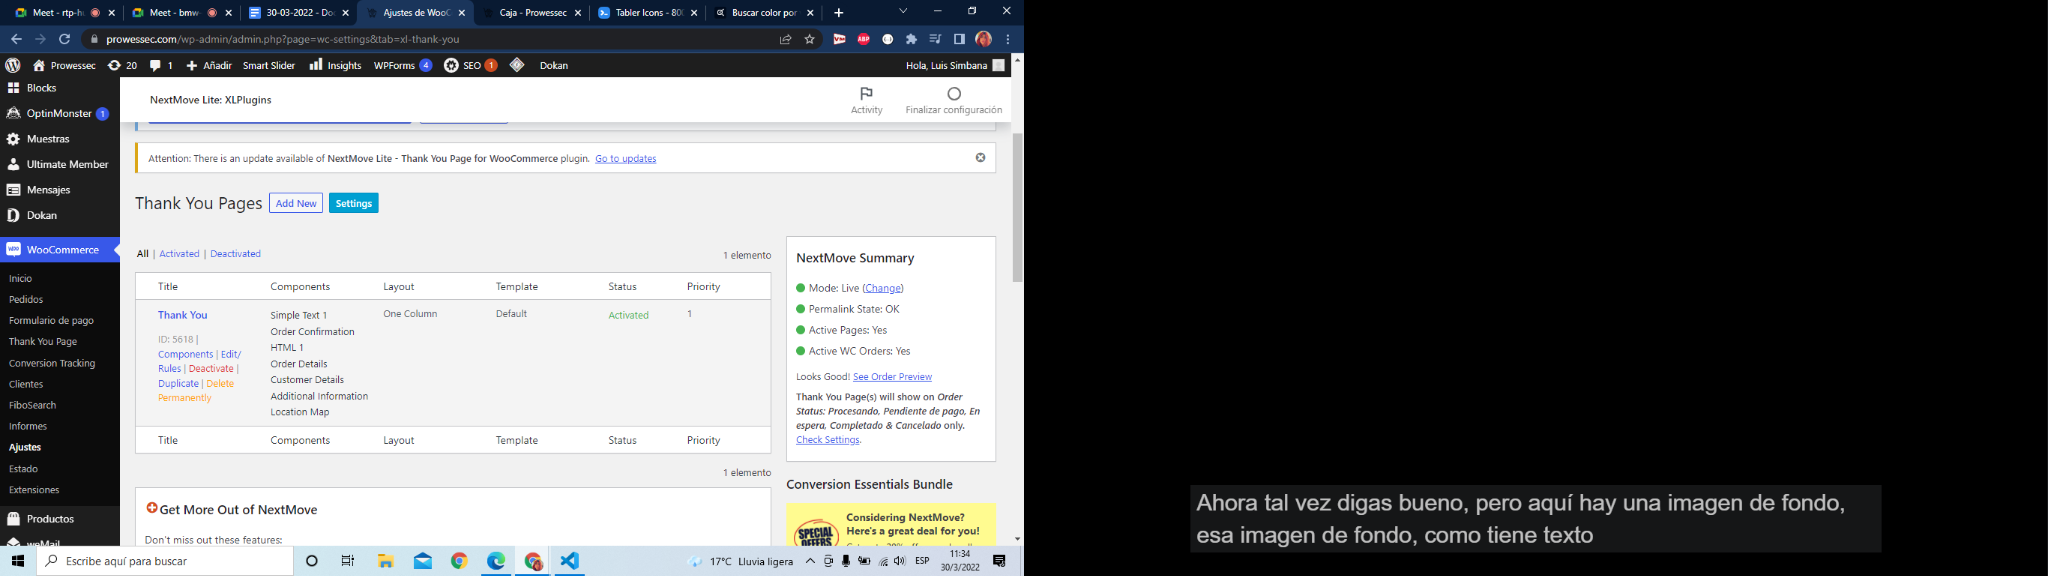 Meet - rtp-h
Meet - bmw-
30-03-2022 - Do
Ajustes de WooC
Caja - Prowessec
Tabler Icons - 80
Buscar color por
prowessec.com/wp-admin/admin.php?page=wc-settings&tab=xl-thank-you
Prowessec 20 1 Añadir Smart Slider Insights WPForms 4 SEO 1 Dokan Hola, Luis Simbana
Blocks
OptinMonster 1
Muestras
Ultimate Member
Mensajes
Dokan
WooCommerce
Inicio
Pedidos
Formulario de pago
Thank You Page
Conversion Tracking
Clientes
FiboSearch
Informes
Ajustes
Estado
Extensiones
Productos
weMail
NextMove Lite: XLPlugins
Activity
Finalizar configuración
Attention: There is an update available of NextMove Lite - Thank You Page for WooCommerce plugin. Go to updates
Thank You Pages Add New Settings
All | Activated | Deactivated
1 elemento
Title Components Layout Template Status Priority
Thank You
ID: 5618 |
Components | Edit/
Rules | Deactivate |
Duplicate | Delete
Permanently
Simple Text 1
Order Confirmation
HTML 1
Order Details
Customer Details
Additional Information
Location Map
One Column
Default
Activated
1
Title Components Layout Template Status Priority
1 elemento
Get More Out of NextMove
Don't miss out these features:
NextMove Summary
Mode: Live (Change)
Permalink State: OK
Active Pages: Yes
Active WC Orders: Yes
Looks Good! See Order Preview
Thank You Page(s) will show on Order
Status: Procesando, Pendiente de pago, En
espera, Completado & Cancelado only.
Check Settings.
Conversion Essentials Bundle
SPECIAL
OFFERS
Considering NextMove?
Here's a great deal for you!
Escribe aquí para buscar
17°C Lluvia ligera
ESP
11:34
30/3/2022
Ahora tal vez digas bueno, pero aquí hay una imagen de fondo,
esa imagen de fondo, como tiene texto